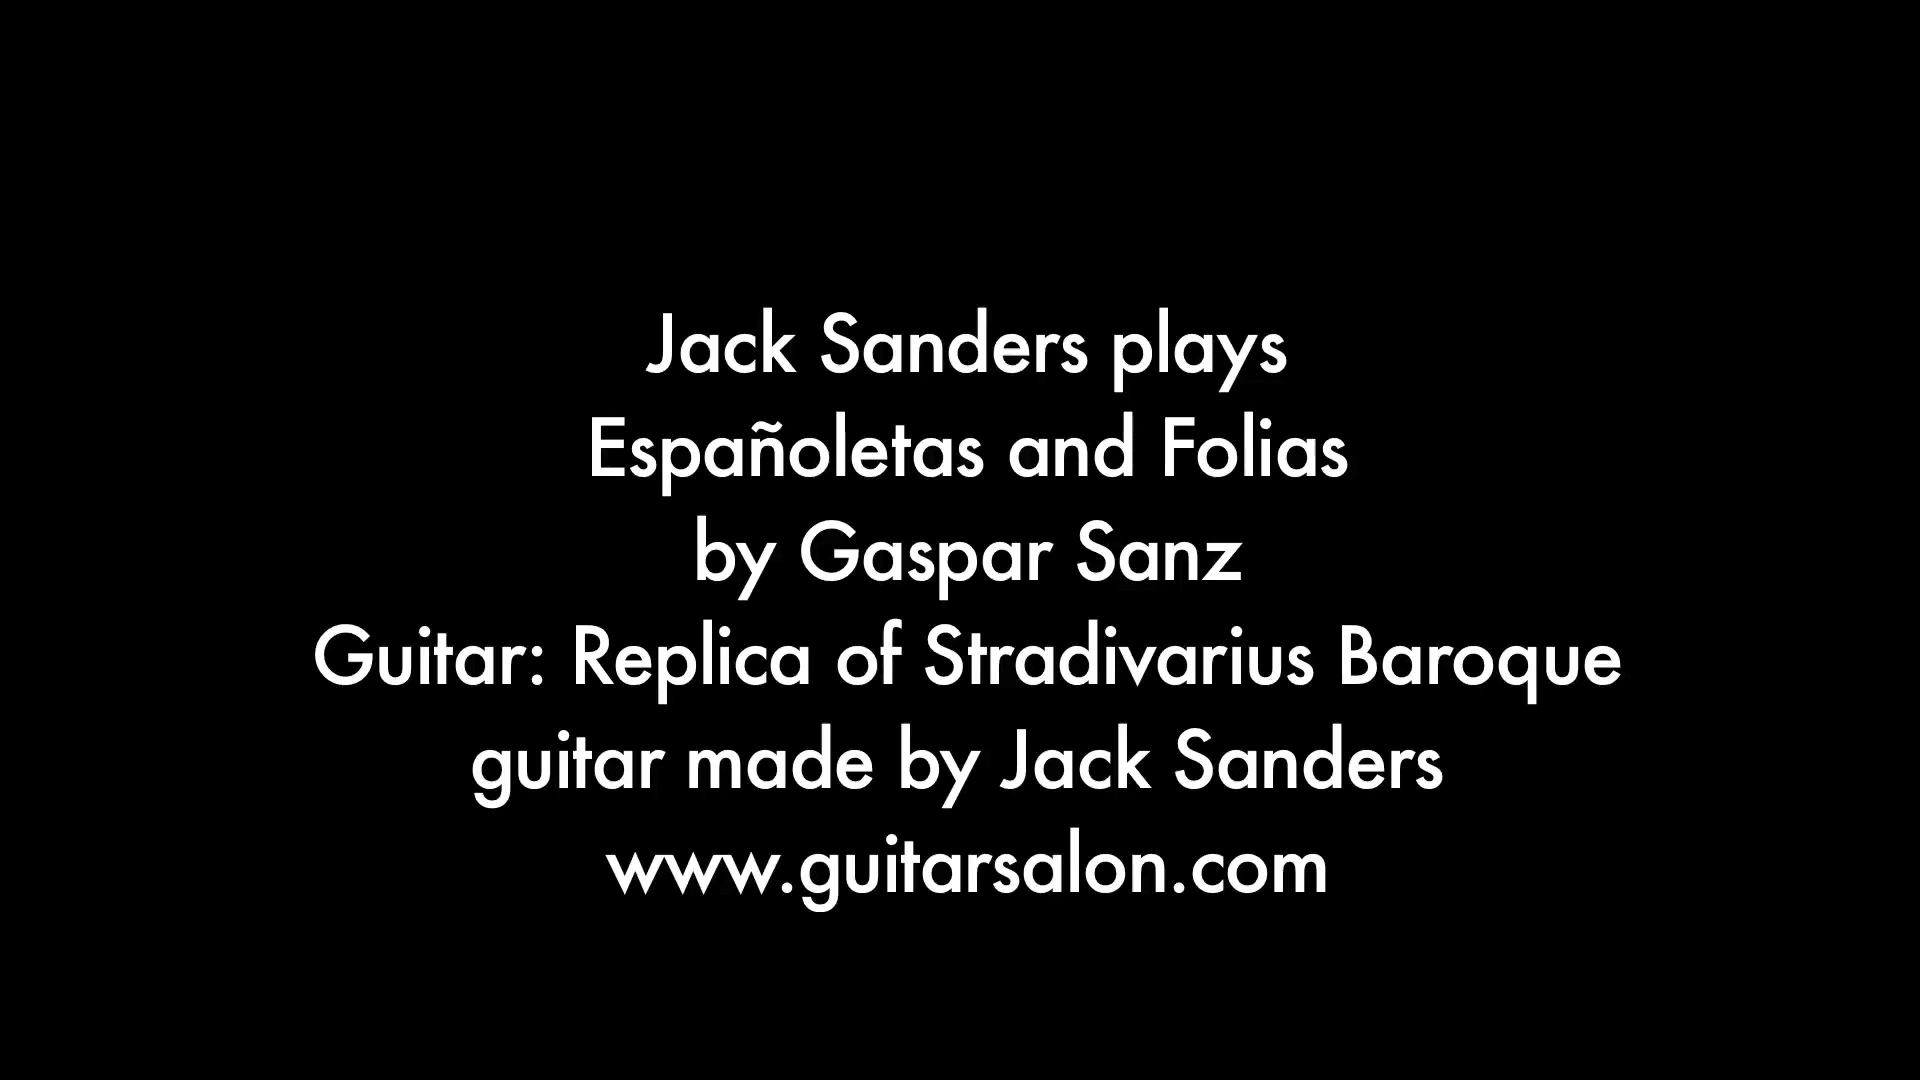 Jack Sanders plays
Españoletas and Folias
by Gaspar Sanz
Guitar: Replica of Stradivarius Baroque
guitar made by Jack Sanders
www.guitarsalon.com